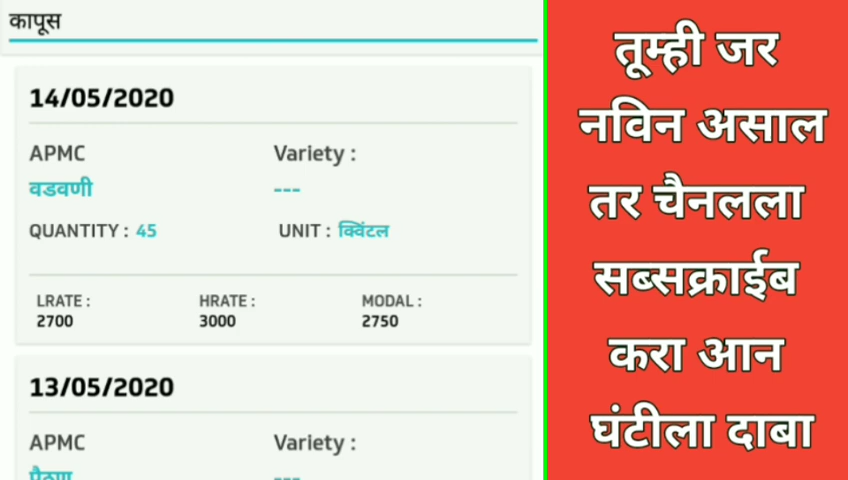 कापूस
14/05/2020
APMC Variety :
वडवणी ---
QUANTITY : 45 UNIT : क्विंटल
LRATE : HRATE : MODAL :
2700 3000 2750
13/05/2020
APMC Variety :
पैठण ---
तूम्ही जर
नविन असाल
तर चैनलला
सब्सक्राईब
करा आन
घंटीला दाबा